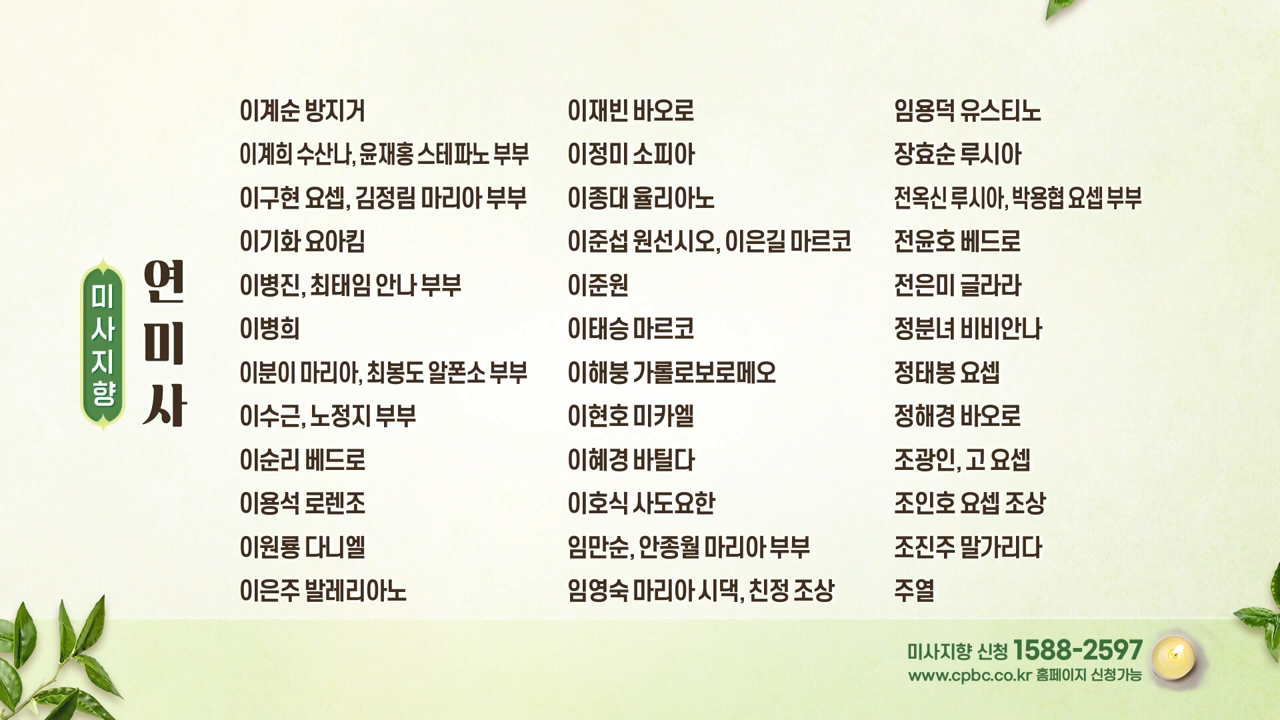 미사지향
연미사
이계순 방지거
이계희 수산나, 윤재홍 스테파노 부부
이구현 요셉, 김정림 마리아 부부
이기화 요아킴
이병진, 최태임 안나 부부
이병희
이분이 마리아, 최봉도 알폰소 부부
이수근, 노정지 부부
이순리 베드로
이용석 로렌조
이원룡 다니엘
이은주 발레리아노
이재빈 바오로
이정미 소피아
이종대 율리아노
이준섭 원선시오, 이은길 마르코
이준원
이태승 마르코
이해붕 가롤로보로메오
이현호 미카엘
이혜경 바틸다
이호식 사도요한
임만순, 안종월 마리아 부부
임영숙 마리아 시댁, 친정 조상
임용덕 유스티노
장효순 루시아
전옥신 루시아, 박용협 요셉 부부
전윤호 베드로
전은미 글라라
정분녀 비비안나
정태봉 요셉
정해경 바오로
조광인, 고 요셉
조인호 요셉 조상
조진주 말가리다
주열
미사지향 신청 1588-2597
www.cpbc.co.kr 홈페이지 신청가능